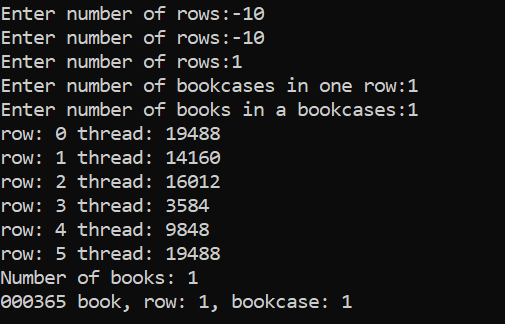 Enter number of rows:-10
Enter number of rows:-10
Enter number of rows:1
Enter number of bookcases in one row:1
Enter number of books in a bookcases:1
row: 0 thread: 19488
row: 1 thread: 14160
row: 2 thread: 16012
row: 3 thread: 3584
row: 4 thread: 9848
row: 5 thread: 19488
Number of books: 1
000365 book, row: 1, bookcase: 1